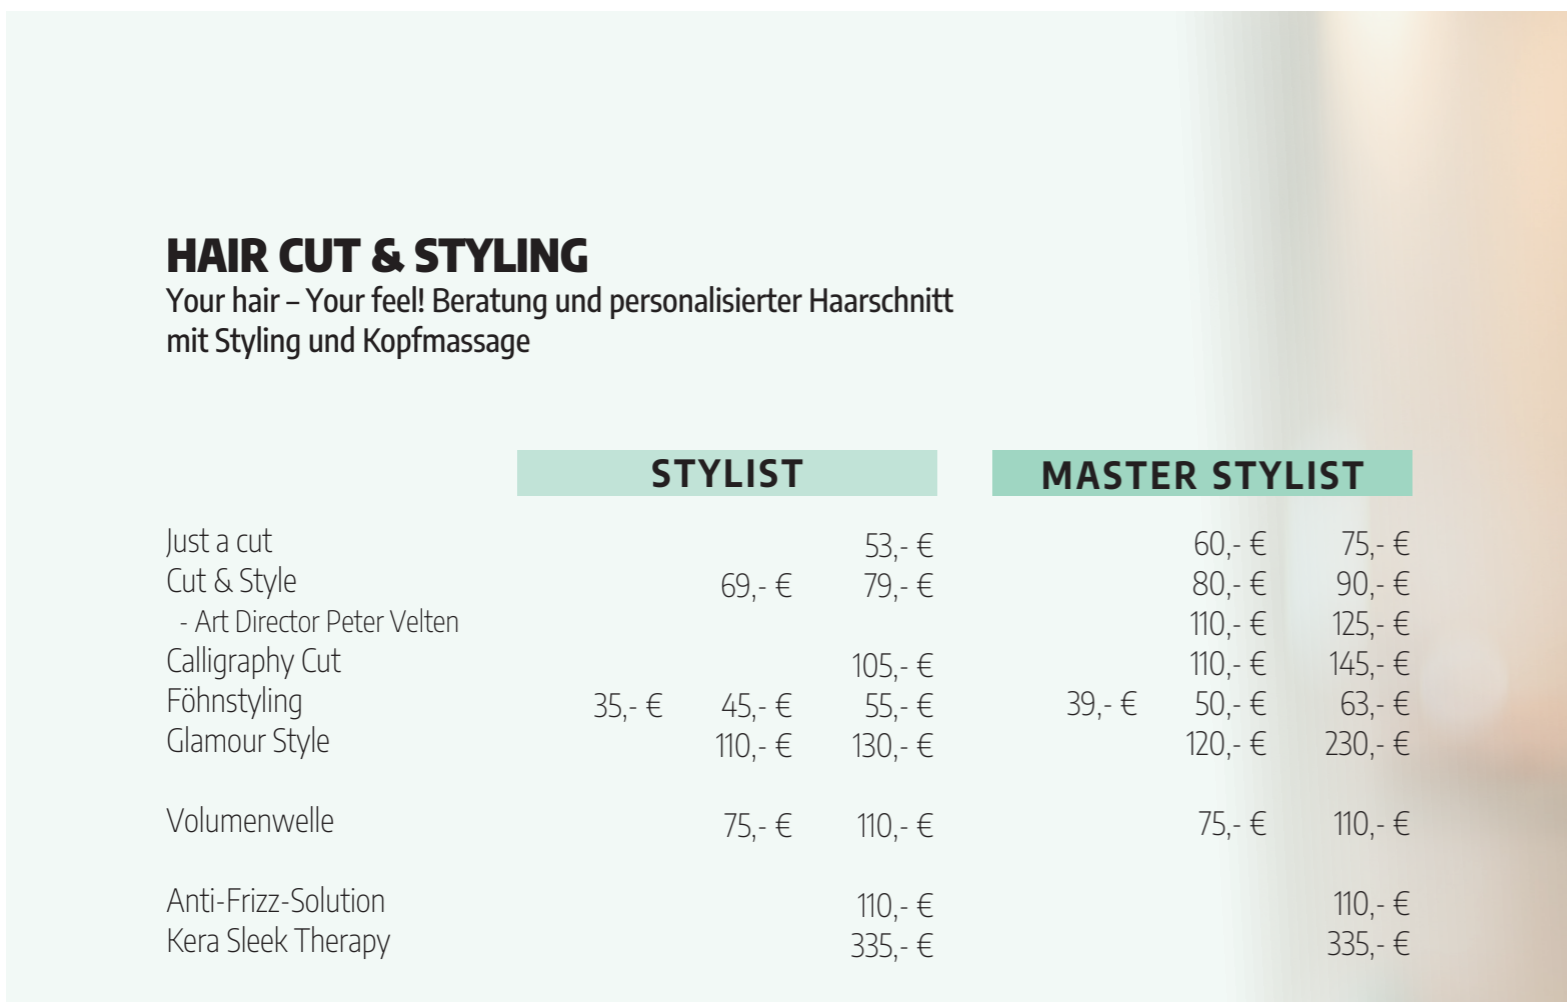 HAIR CUT & STYLING
Your hair – Your feel! Beratung und personalisierter Haarschnitt
mit Styling und Kopfmassage
STYLIST MASTER STYLIST
Just a cut 53,- € 60,- € 75,- €
Cut & Style 69,- € 79,- € 80,- € 90,- €
- Art Director Peter Velten 110,- € 125,- €
Calligraphy Cut 105,- € 110,- € 145,- €
Föhnstyling 35,- € 45,- € 55,- € 39,- € 50,- € 63,- €
Glamour Style 110,- € 130,- € 120,- € 230,- €
Volumenwelle 75,- € 110,- € 75,- € 110,- €
Anti-Frizz-Solution 110,- € 110,- €
Kera Sleek Therapy 335,- € 335,- €